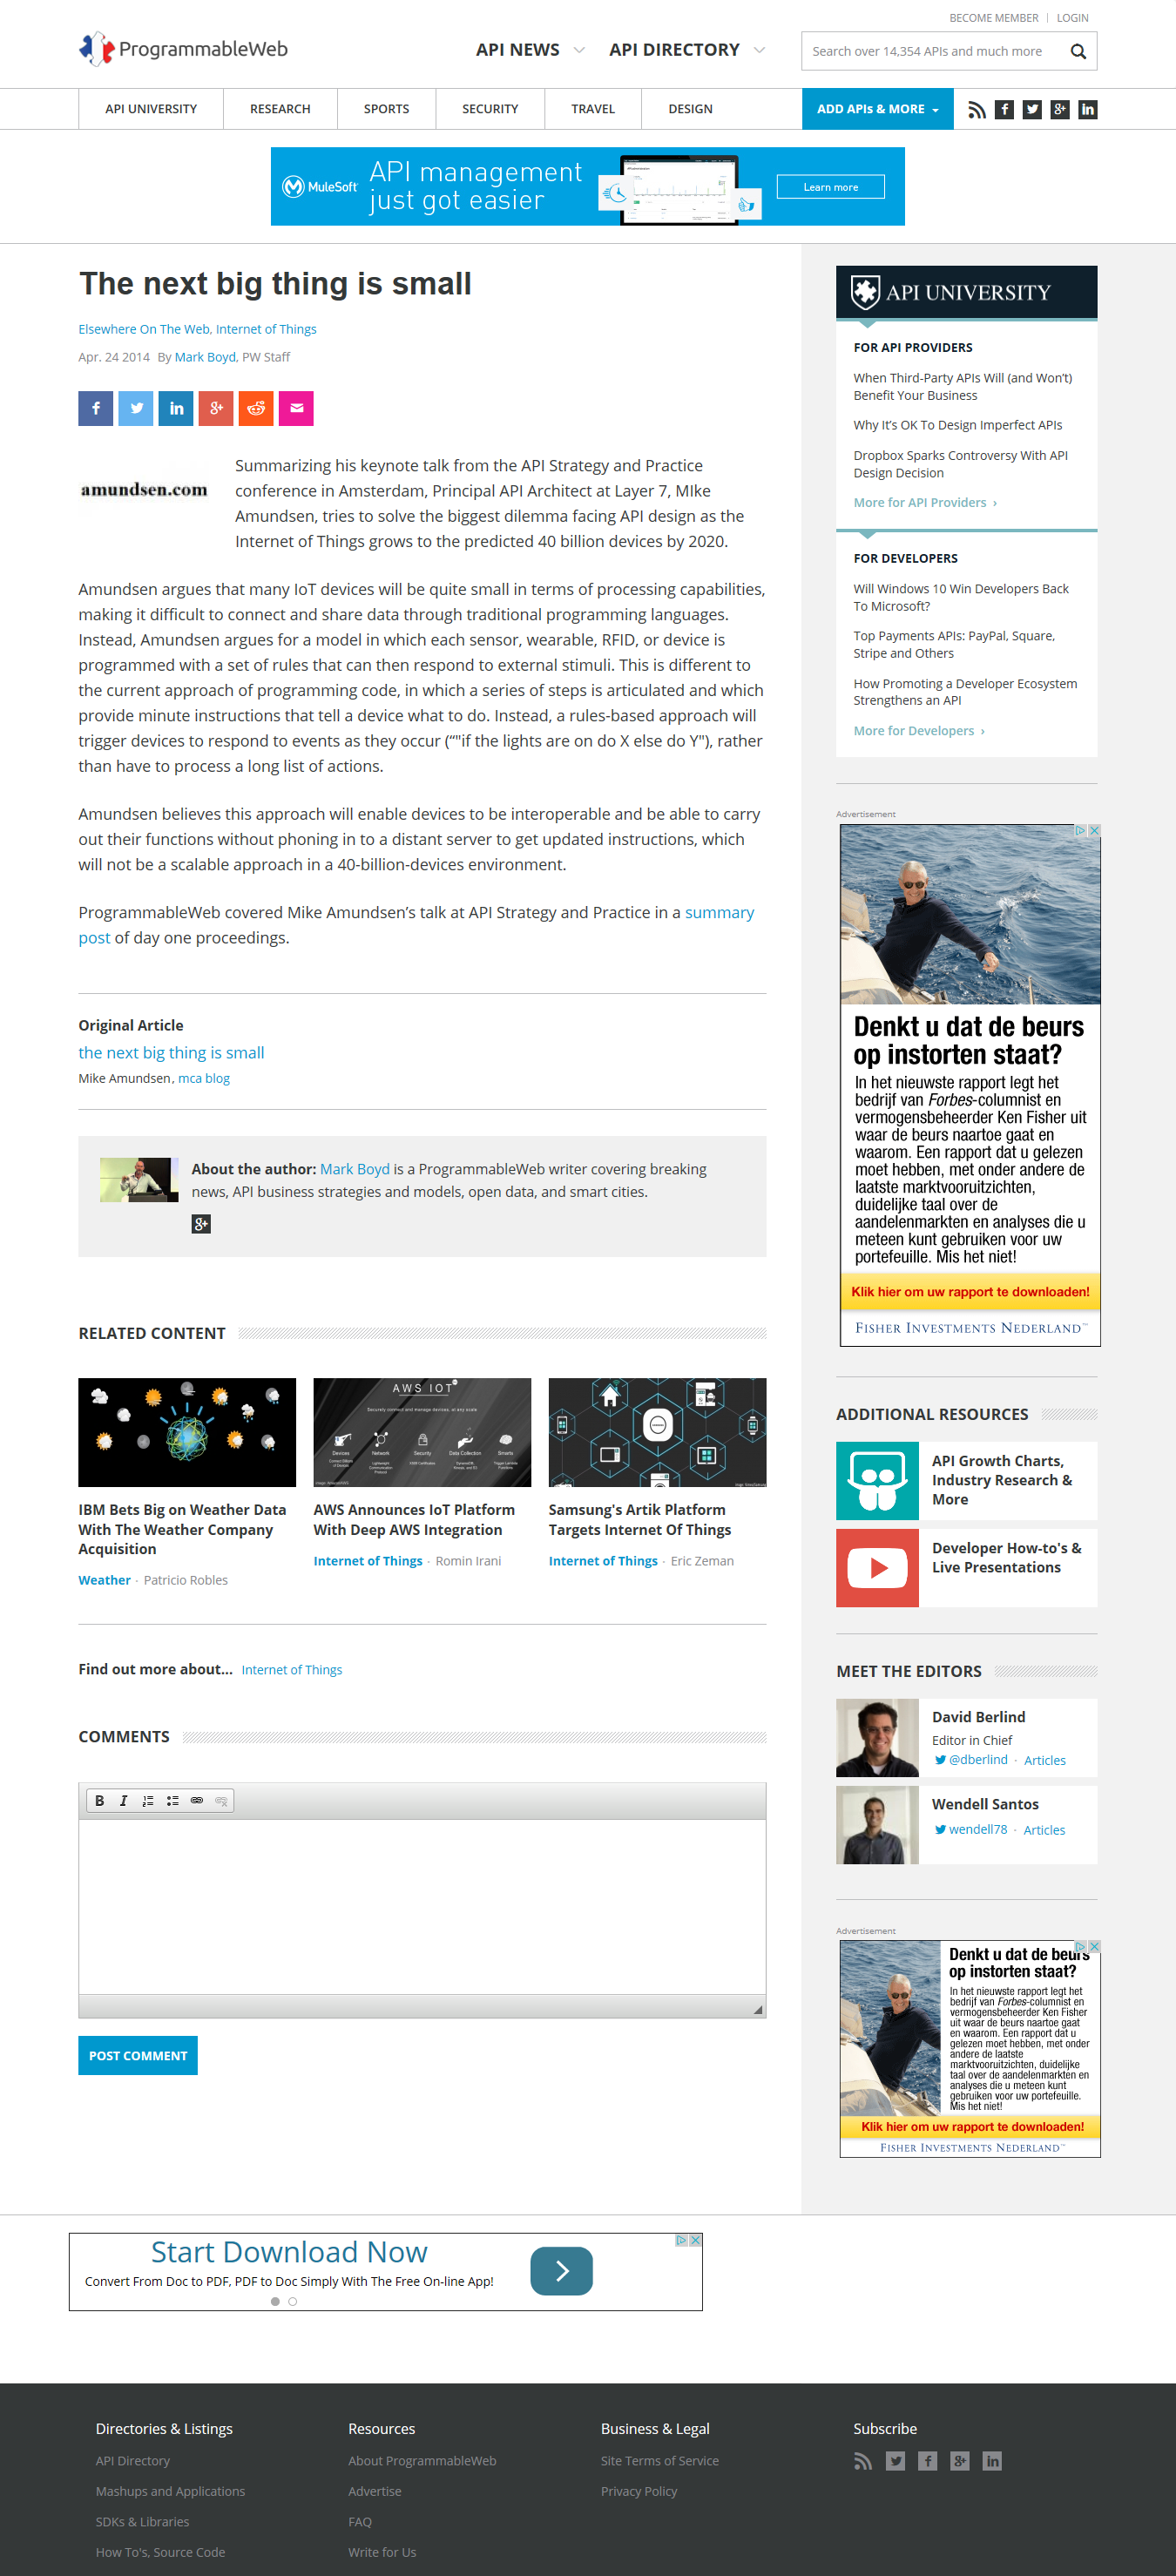 BECOME MEMBER | LOGIN
ProgrammableWeb
API NEWS
API DIRECTORY
Search over 14,354 APIs and much more
API UNIVERSITY
RESEARCH
SPORTS
SECURITY
TRAVEL
DESIGN
ADD APIs & MORE
MuleSoft
API management
just got easier
Learn more
The next big thing is small
Elsewhere On The Web, Internet of Things
Apr. 24 2014 By Mark Boyd, PW Staff
amundsen.com
Summarizing his keynote talk from the API Strategy and Practice
conference in Amsterdam, Principal API Architect at Layer 7, MIke
Amundsen, tries to solve the biggest dilemma facing API design as the
Internet of Things grows to the predicted 40 billion devices by 2020.
Amundsen argues that many IoT devices will be quite small in terms of processing capabilities,
making it difficult to connect and share data through traditional programming languages.
Instead, Amundsen argues for a model in which each sensor, wearable, RFID, or device is
programmed with a set of rules that can then respond to external stimuli. This is different to
the current approach of programming code, in which a series of steps is articulated and which
provide minute instructions that tell a device what to do. Instead, a rules-based approach will
trigger devices to respond to events as they occur (“"if the lights are on do X else do Y"), rather
than have to process a long list of actions.
Amundsen believes this approach will enable devices to be interoperable and be able to carry
out their functions without phoning in to a distant server to get updated instructions, which
will not be a scalable approach in a 40-billion-devices environment.
ProgrammableWeb covered Mike Amundsen’s talk at API Strategy and Practice in a summary
post of day one proceedings.
Original Article
the next big thing is small
Mike Amundsen, mca blog
About the author: Mark Boyd is a ProgrammableWeb writer covering breaking
news, API business strategies and models, open data, and smart cities.
RELATED CONTENT
IBM Bets Big on Weather Data
With The Weather Company
Acquisition
Weather · Patricio Robles
AWS IOT
Securely connect and manage devices, at any scale
Devices
Network
Security
Data Collection
Smarts
AWS Announces IoT Platform
With Deep AWS Integration
Internet of Things · Romin Irani
Samsung's Artik Platform
Targets Internet Of Things
Internet of Things · Eric Zeman
Find out more about... Internet of Things
COMMENTS
B I
POST COMMENT
API UNIVERSITY
FOR API PROVIDERS
When Third-Party APIs Will (and Won’t)
Benefit Your Business
Why It’s OK To Design Imperfect APIs
Dropbox Sparks Controversy With API
Design Decision
More for API Providers ›
FOR DEVELOPERS
Will Windows 10 Win Developers Back
To Microsoft?
Top Payments APIs: PayPal, Square,
Stripe and Others
How Promoting a Developer Ecosystem
Strengthens an API
More for Developers ›
Advertisement
Denkt u dat de beurs
op instorten staat?
In het nieuwste rapport legt het
bedrijf van Forbes-columnist en
vermogensbeheerder Ken Fisher uit
waar de beurs naartoe gaat en
waarom. Een rapport dat u gelezen
moet hebben, met onder andere de
laatste marktvooruitzichten,
duidelijke taal over de
aandelenmarkten en analyses die u
meteen kunt gebruiken voor uw
portefeuille. Mis het niet!
Klik hier om uw rapport te downloaden!
FISHER INVESTMENTS NEDERLAND™
ADDITIONAL RESOURCES
API Growth Charts,
Industry Research &
More
Developer How-to's &
Live Presentations
MEET THE EDITORS
David Berlind
Editor in Chief
@dberlind · Articles
Wendell Santos
wendell78 · Articles
Advertisement
Denkt u dat de beurs
op instorten staat?
In het nieuwste rapport legt het
bedrijf van Forbes-columnist en
vermogensbeheerder Ken Fisher
uit waar de beurs naartoe gaat
en waarom. Een rapport dat u
gelezen moet hebben, met onder
andere de laatste
marktvooruitzichten, duidelijke
taal over de aandelenmarkten en
analyses die u meteen kunt
gebruiken voor uw portefeuille.
Mis het niet!
Klik hier om uw rapport te downloaden!
FISHER INVESTMENTS NEDERLAND™
Start Download Now
Convert From Doc to PDF, PDF to Doc Simply With The Free On-line App!
Directories & Listings
API Directory
Mashups and Applications
SDKs & Libraries
How To's, Source Code
Resources
About ProgrammableWeb
Advertise
FAQ
Write for Us
Business & Legal
Site Terms of Service
Privacy Policy
Subscribe